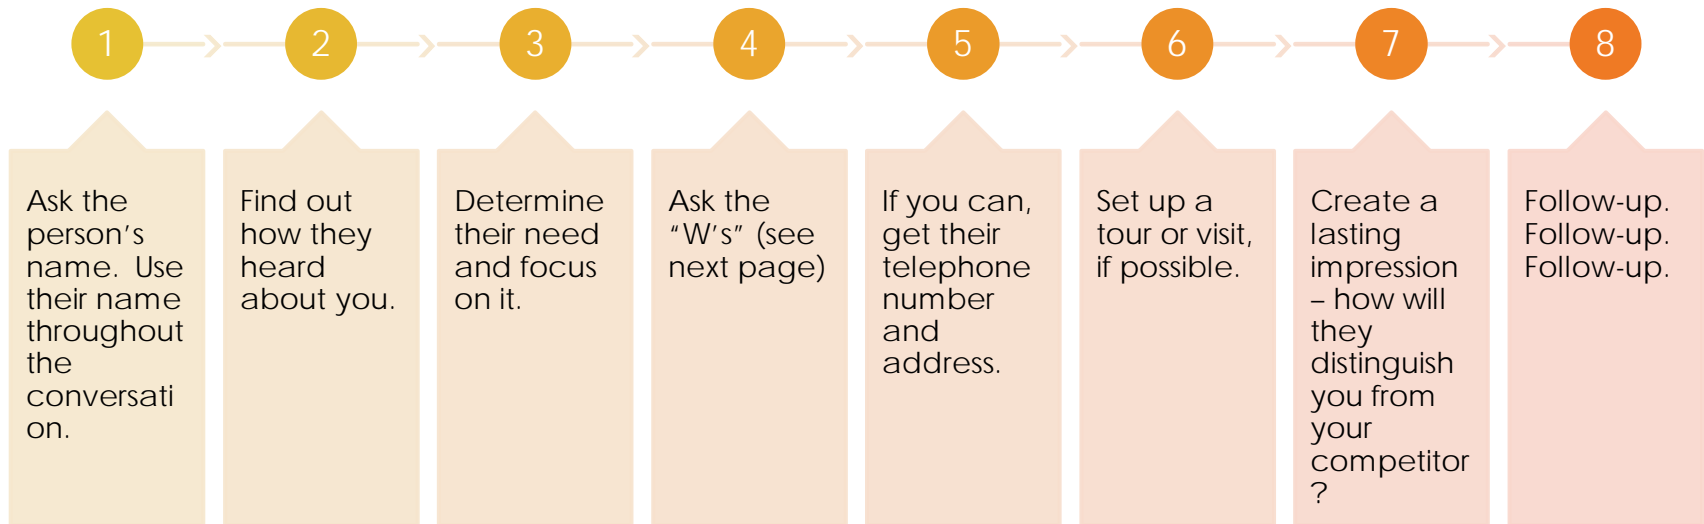 1
2
3
4
5
6
7
8
Ask the
person's
name.  Use
their name
throughout
the
conversati
on.
Find out
how they
heard
about you.
Determine
their need
and focus
on it.
Ask the
“W's” (see
next page)
If you can,
get their
telephone
number
and
address.
Set up a
tour or visit,
if possible.
Create a
lasting
impression
– how will
they
distinguish
you from
your
competitor
?
Follow-up.
Follow-up.
Follow-up.